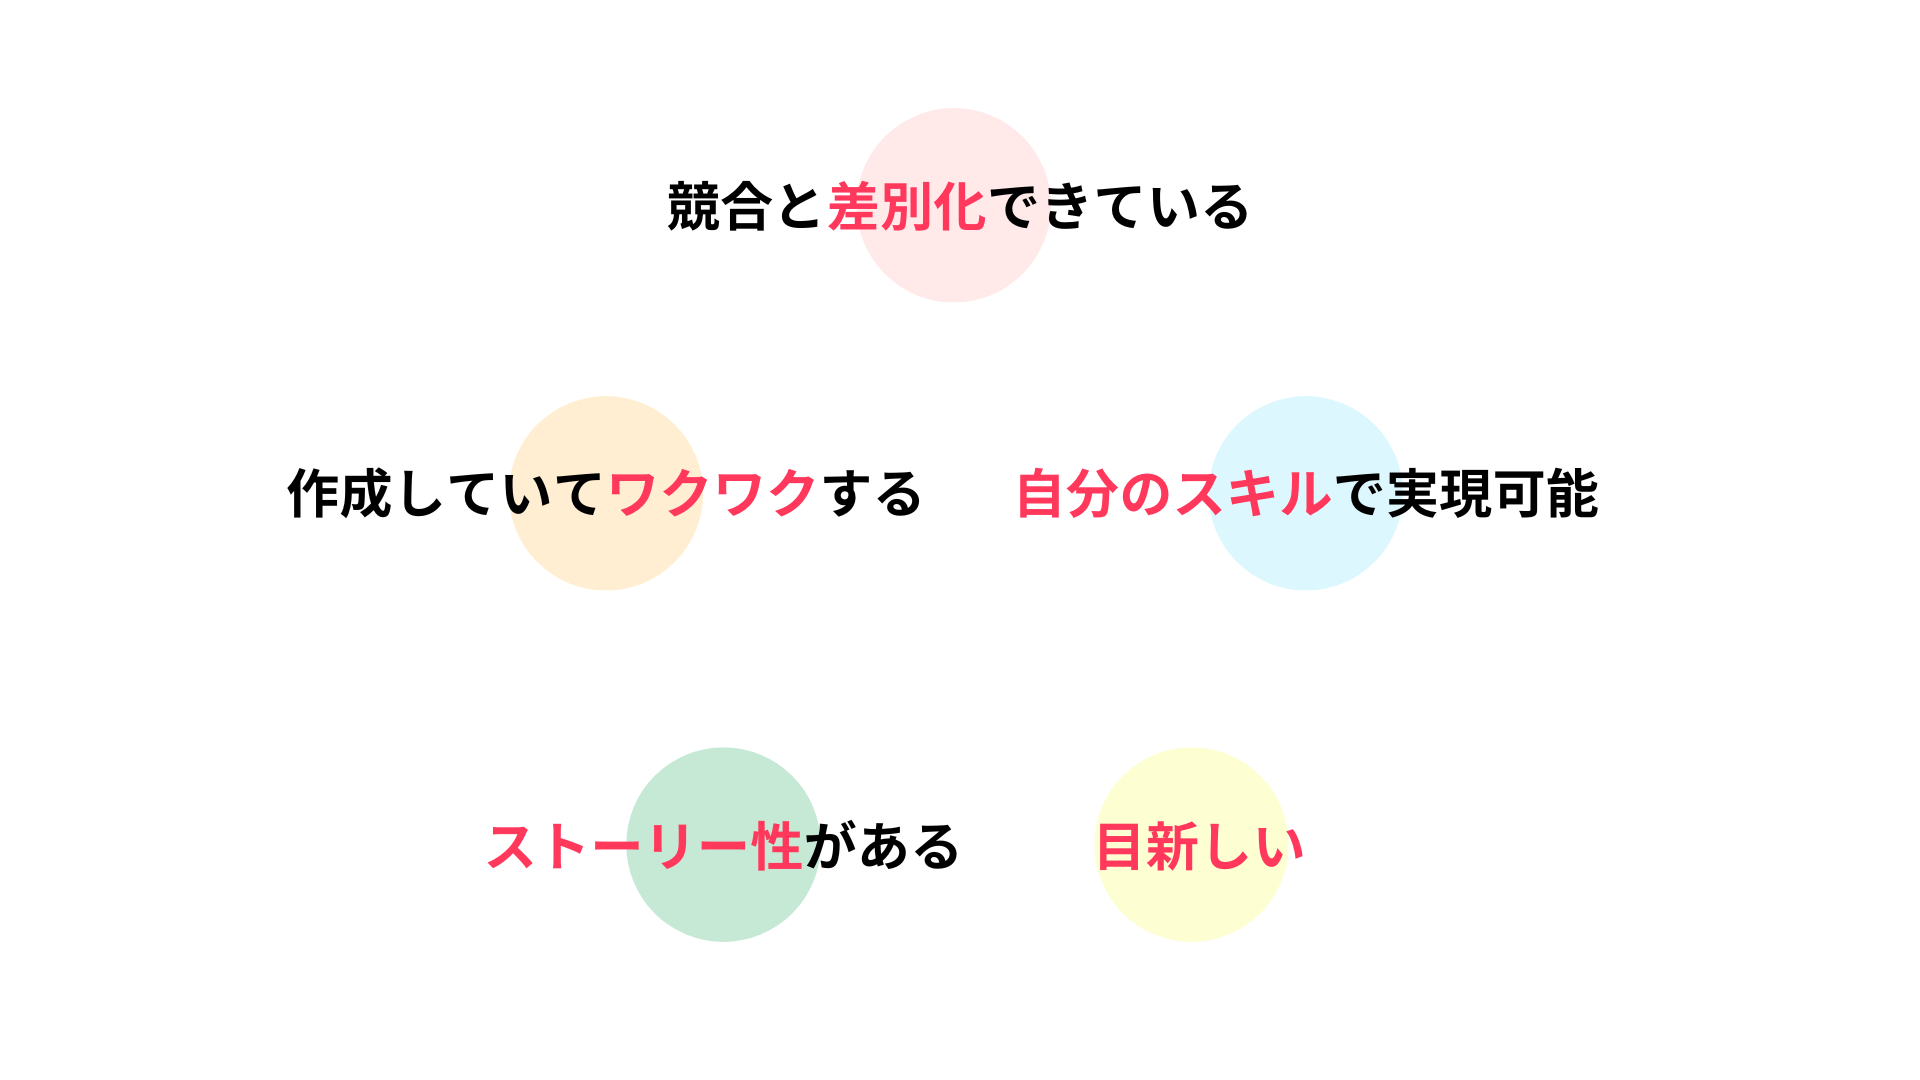 競合と差別化できている
作成していてワクワクする
自分のスキルで実現可能
ストーリー性がある
目新しい